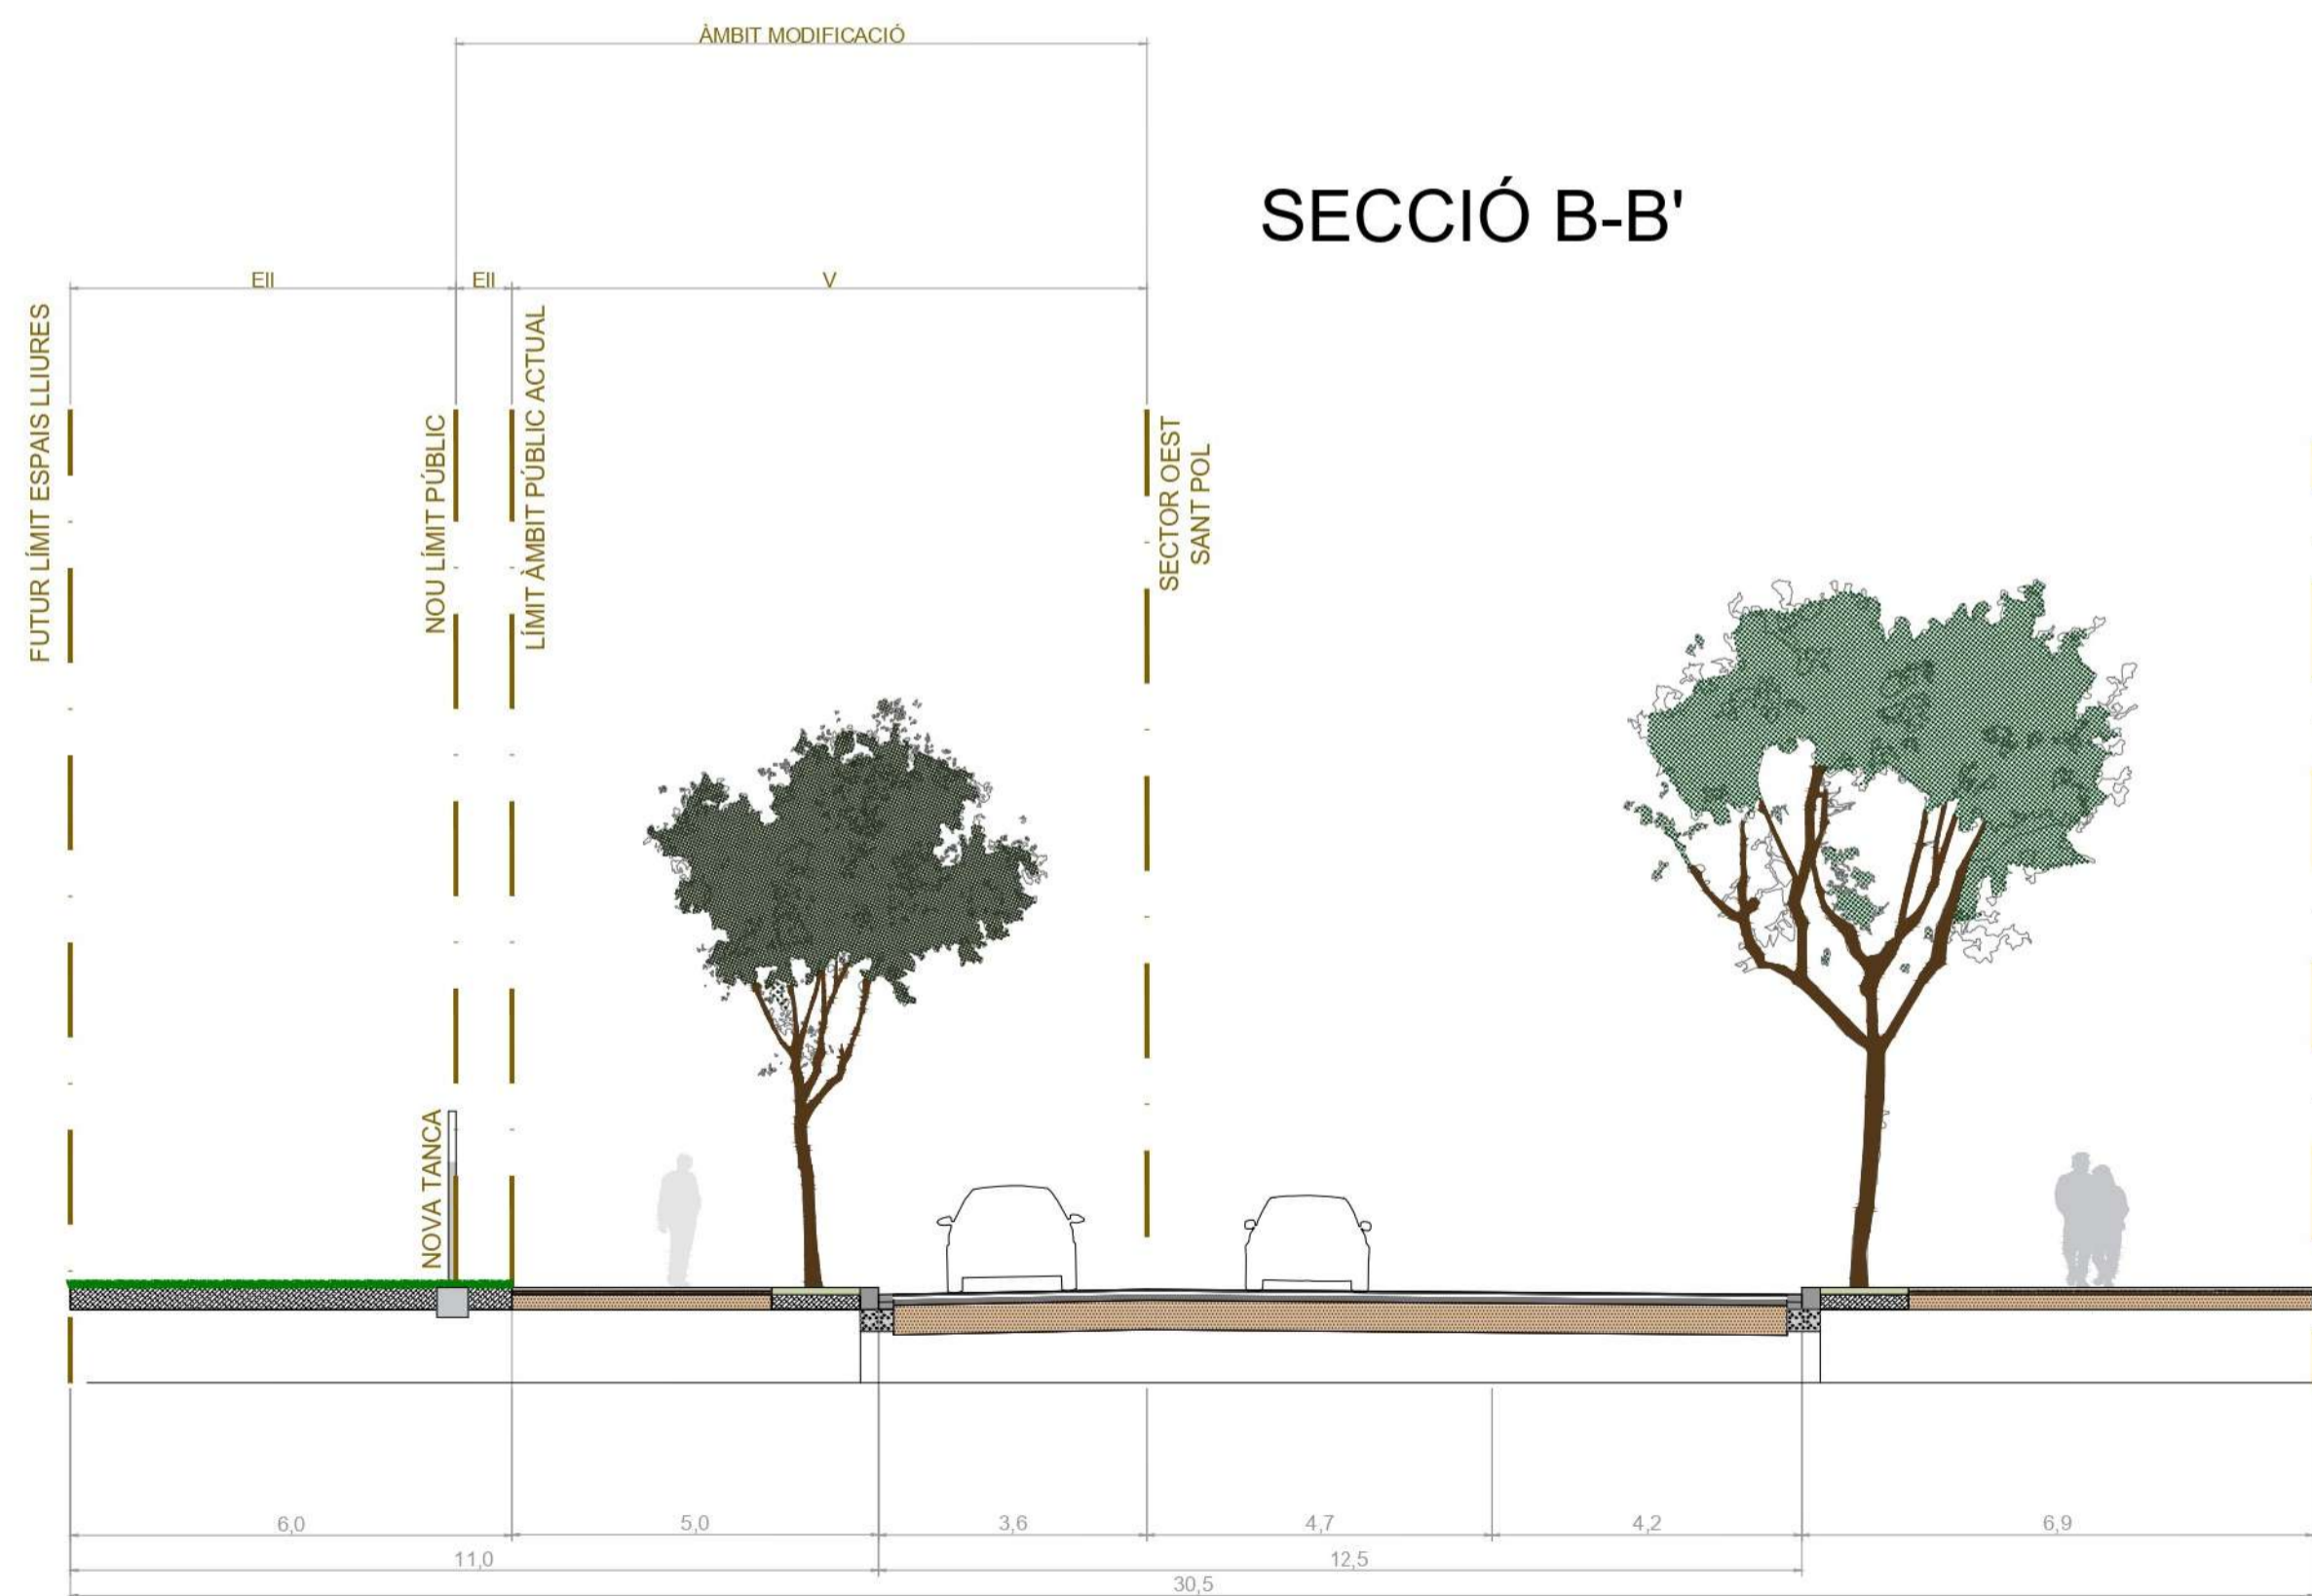 ÀMBIT MODIFICACIÓ
SECCIÓ B-B'
EII
EII
V
FUTUR LÍMIT ESPAIS LLIURES
NOU LÍMIT PÚBLIC
LÍMIT ÀMBIT PÚBLIC ACTUAL
SECTOR OEST
SANT POL
NOVA TANCA
6,0
5,0
3,6
4,7
4,2
6,9
11,0
12,5
30,5